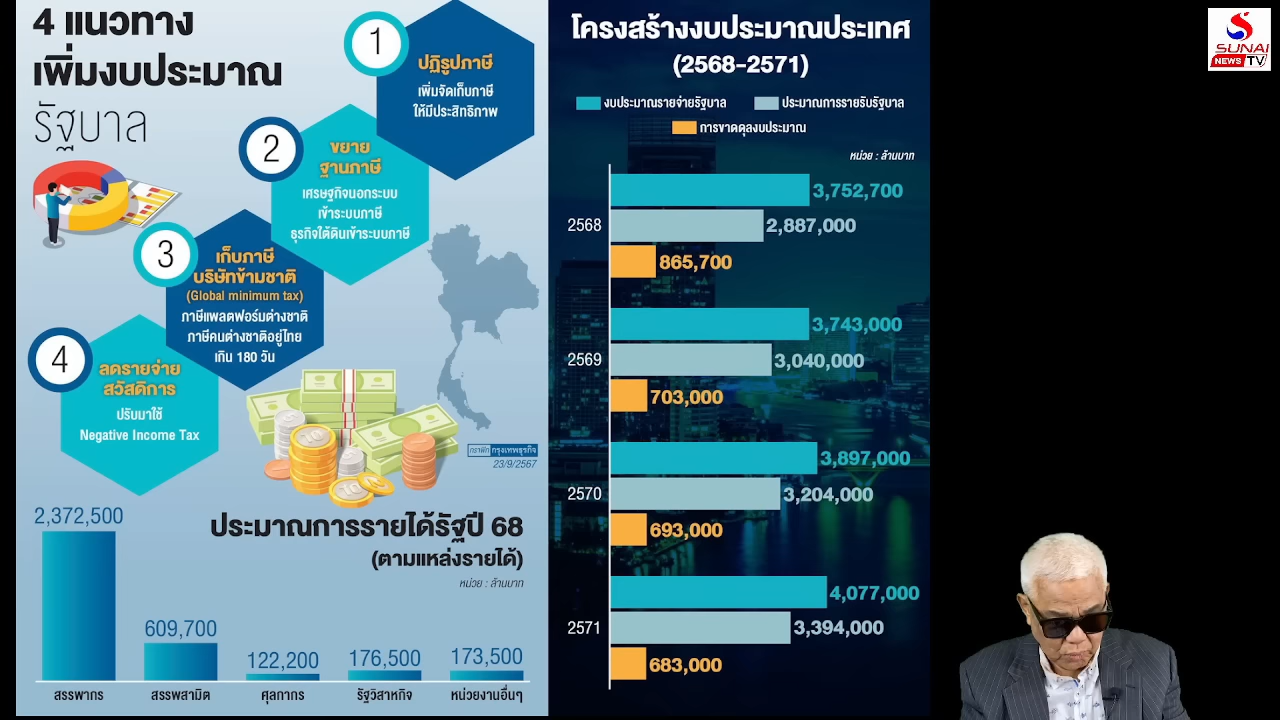 4 แนวทาง
เพิ่มงบประมาณ
รัฐบาล
1
ปฏิรูปภาษี
เพิ่มจัดเก็บภาษี
ให้มีประสิทธิภาพ
2
ขยาย
ฐานภาษี
เศรษฐกิจนอกระบบ
เข้าระบบภาษี
ธุรกิจใต้ดินเข้าระบบภาษี
3
เก็บภาษี
บริษัทข้ามชาติ
(Global minimum tax)
ภาษีแพลตฟอร์มต่างชาติ
ภาษีคนต่างชาติอยู่ไทย
เกิน 180 วัน
4
ลดรายจ่าย
สวัสดิการ
ปรับมาใช้
Negative Income Tax
กราฟิก กรุงเทพธุรกิจ
23/9/2567
ประมาณการรายได้รัฐปี 68
(ตามแหล่งรายได้)
หน่วย : ล้านบาท
2,372,500
609,700
122,200
176,500
173,500
สรรพากร
สรรพสามิต
ศุลกากร
รัฐวิสาหกิจ
หน่วยงานอื่นๆ
โครงสร้างงบประมาณประเทศ
(2568-2571)
งบประมาณรายจ่ายรัฐบาล
ประมาณการรายรับรัฐบาล
การขาดดุลงบประมาณ
หน่วย : ล้านบาท
2568
3,752,700
2,887,000
865,700
2569
3,743,000
3,040,000
703,000
2570
3,897,000
3,204,000
693,000
2571
4,077,000
3,394,000
683,000
SUNAI
NEWS TV